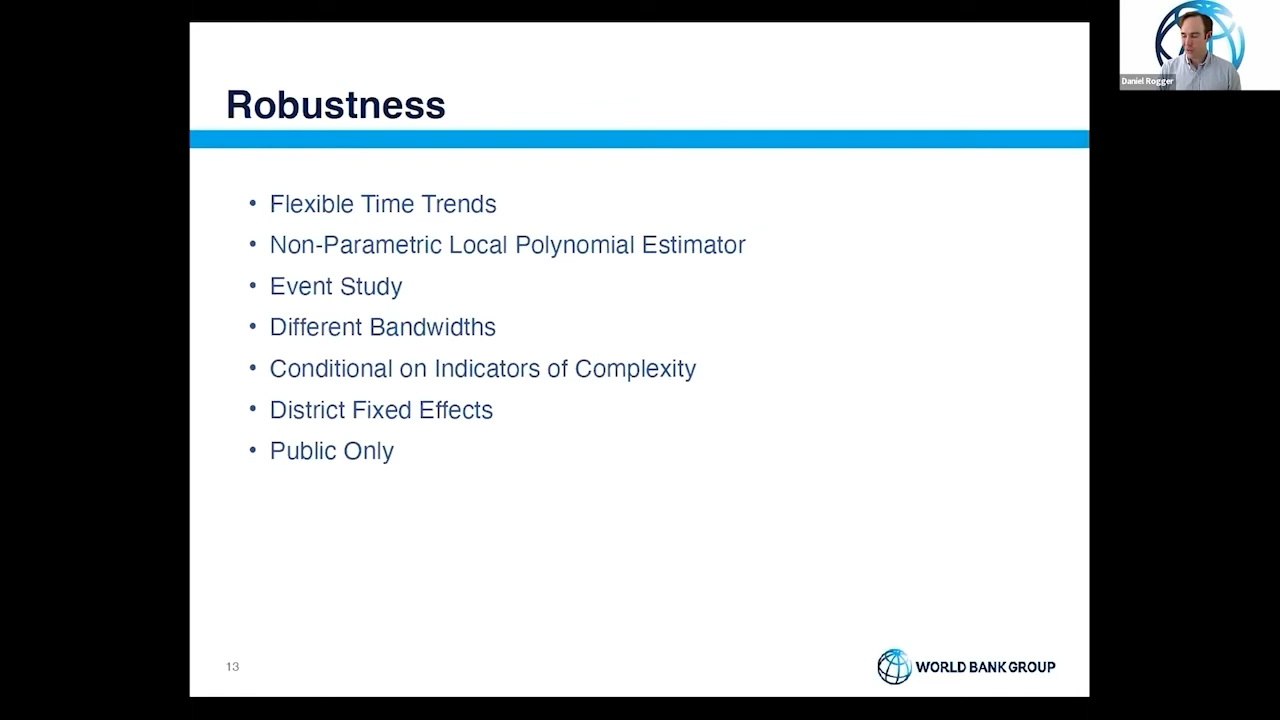 Robustness
• Flexible Time Trends
• Non-Parametric Local Polynomial Estimator
• Event Study
• Different Bandwidths
• Conditional on Indicators of Complexity
• District Fixed Effects
• Public Only
13
WORLD BANK GROUP
Daniel Rogger